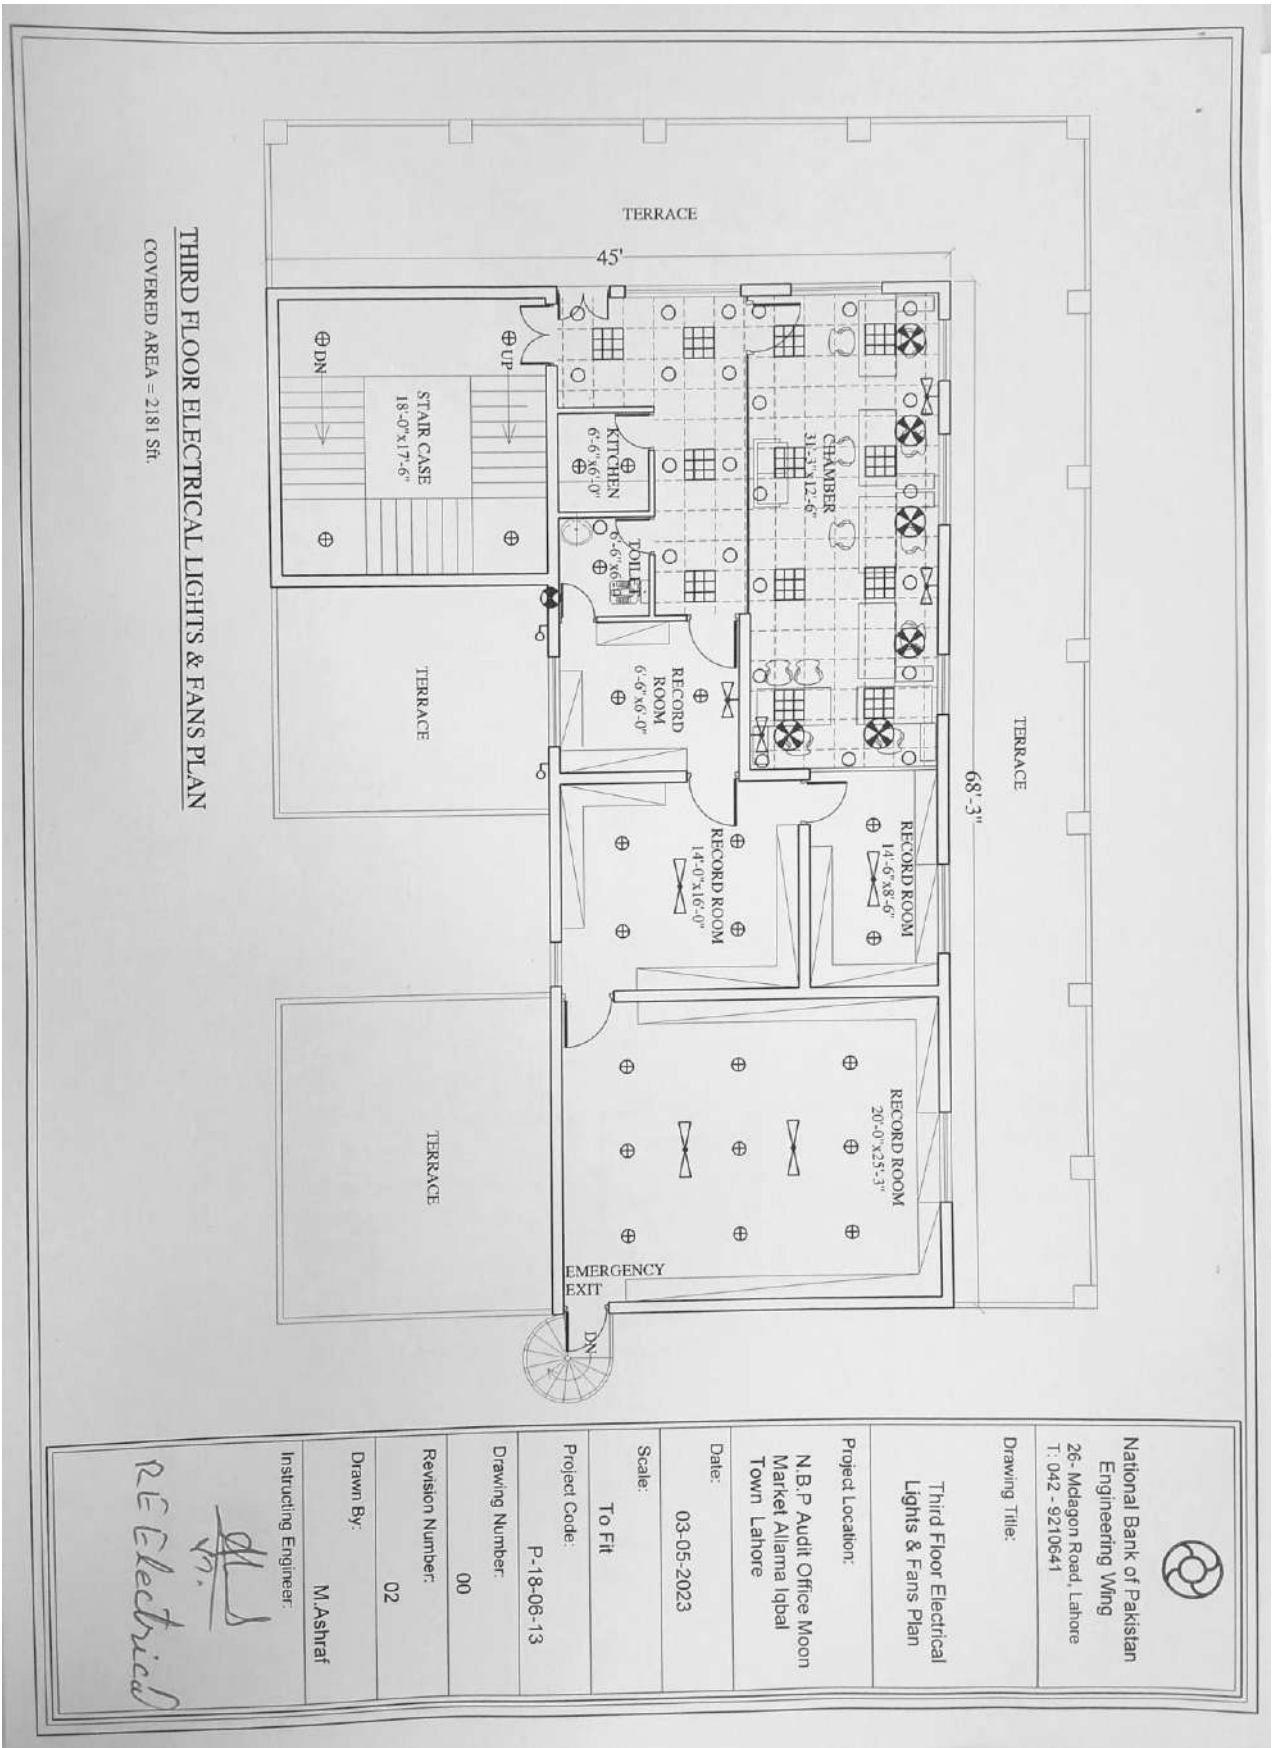 TERRACE
45'
68'-3"
TERRACE
CHAMBER
31'-3"x12'-6"
UP
DN
STAIR CASE
18'-0"x17'-6"
KITCHEN
6'-6"x6'-0"
TOILET
RECORD
ROOM
6'-6"x6'-0"
TERRACE
RECORD ROOM
14'-0"x16'-0"
RECORD ROOM
14'-6"x8'-6"
RECORD ROOM
20'-0"x25'-3"
TERRACE
EMERGENCY
EXIT
DN
THIRD FLOOR ELECTRICAL LIGHTS & FANS PLAN
COVERED AREA = 2181 Sft.
National Bank of Pakistan
Engineering Wing
26- Mclagon Road, Lahore
T: 042 - 9210641
Drawing Title:
Third Floor Electrical
Lights & Fans Plan
Project Location:
N.B.P Audit Office Moon
Market Allama Iqbal
Town Lahore
Date:
03-05-2023
Scale:
To Fit
Project Code:
P-18-06-13
Drawing Number:
00
Revision Number:
02
Drawn By:
M.Ashraf
Instructing Engineer:
RE Electrical